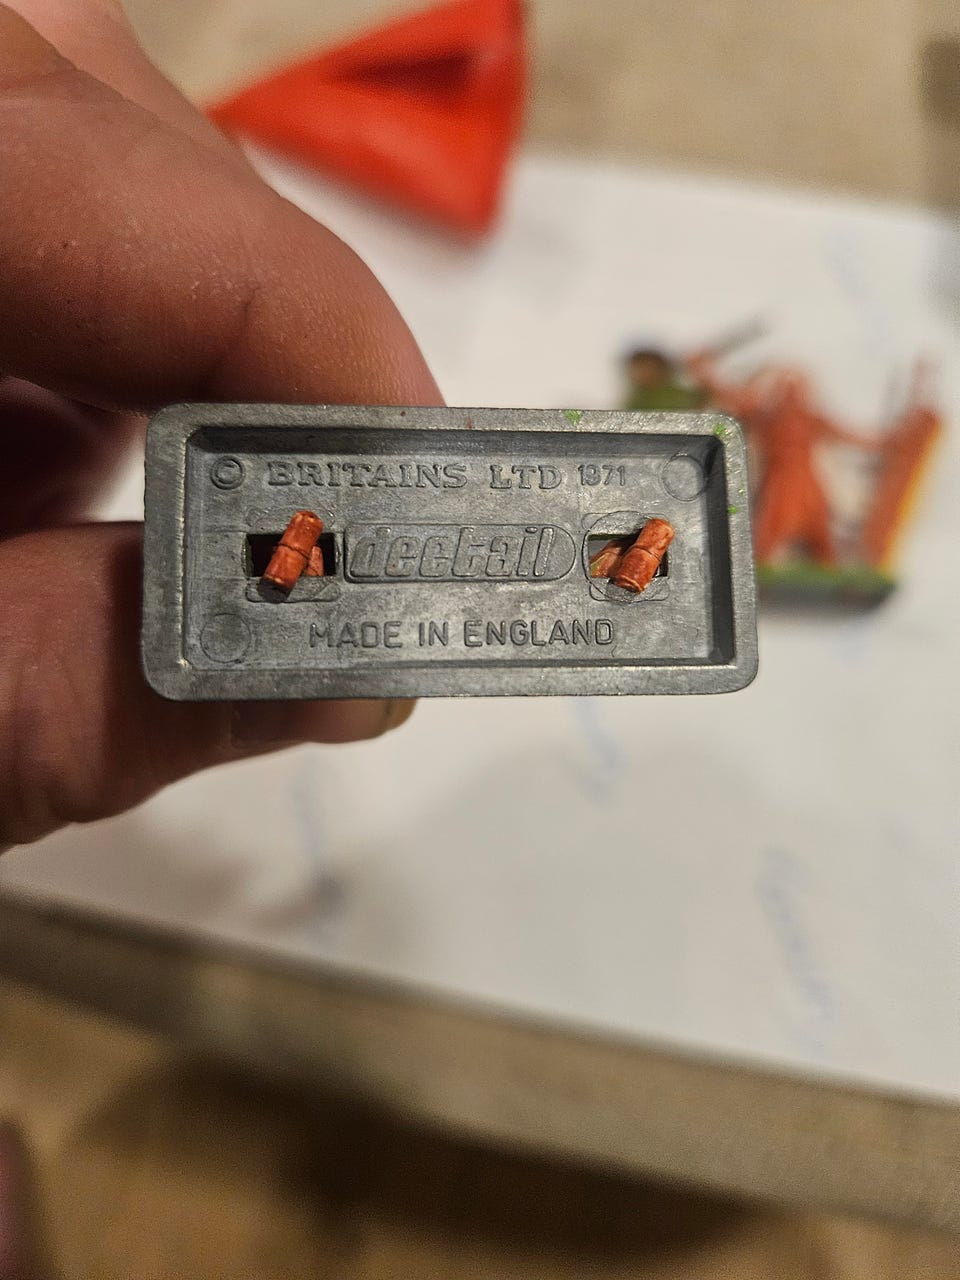 © BRITAINS LTD 1971
deetail
MADE IN ENGLAND